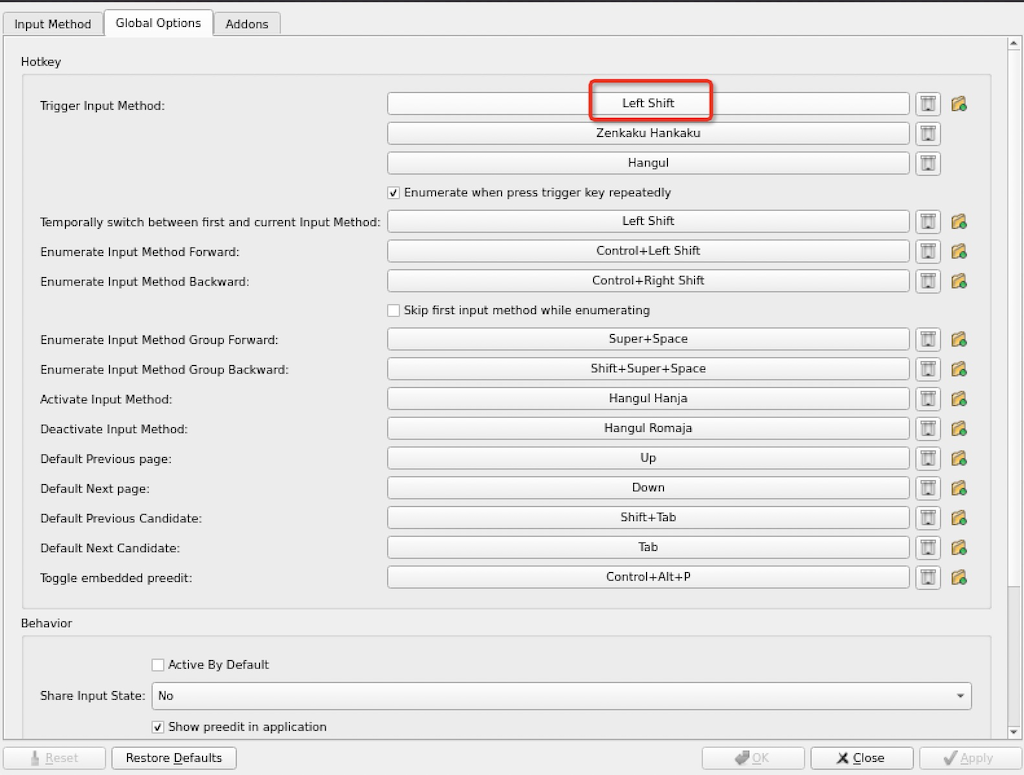 Input Method Global Options Addons
Hotkey
Trigger Input Method: Left Shift
Zenkaku Hankaku
Hangul
Enumerate when press trigger key repeatedly
Temporally switch between first and current Input Method: Left Shift
Enumerate Input Method Forward: Control+Left Shift
Enumerate Input Method Backward: Control+Right Shift
Skip first input method while enumerating
Enumerate Input Method Group Forward: Super+Space
Enumerate Input Method Group Backward: Shift+Super+Space
Activate Input Method: Hangul Hanja
Deactivate Input Method: Hangul Romaja
Default Previous page: Up
Default Next page: Down
Default Previous Candidate: Shift+Tab
Default Next Candidate: Tab
Toggle embedded preedit: Control+Alt+P
Behavior
Active By Default
Share Input State: No
Show preedit in application
Reset Restore Defaults OK Close Apply